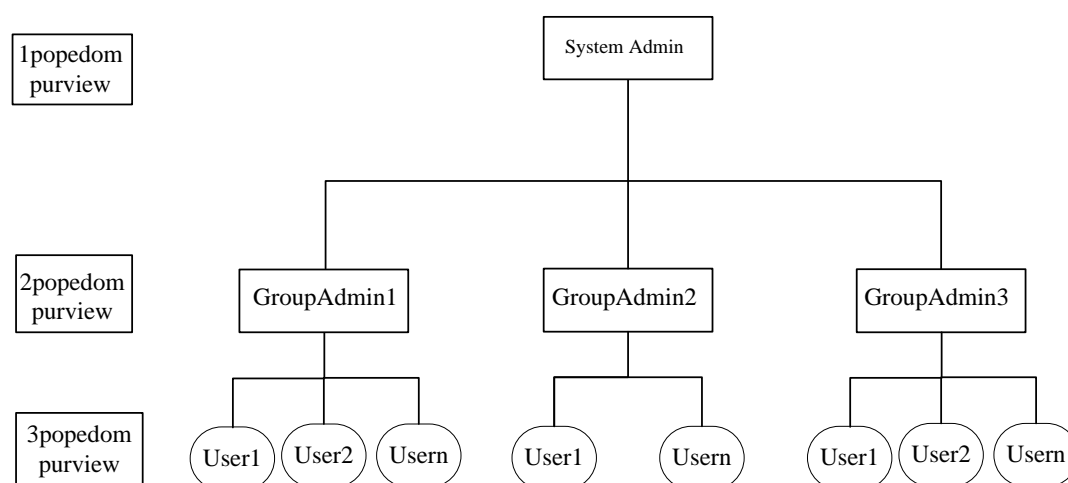 1popedom
purview
System Admin
2popedom
purview
GroupAdmin1
GroupAdmin2
GroupAdmin3
3popedom
purview
User1
User2
Usern
User1
Usern
User1
User2
Usern